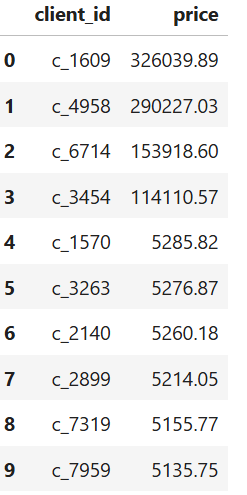 client_id price
0 c_1609 326039.89
1 c_4958 290227.03
2 c_6714 153918.60
3 c_3454 114110.57
4 c_1570 5285.82
5 c_3263 5276.87
6 c_2140 5260.18
7 c_2899 5214.05
8 c_7319 5155.77
9 c_7959 5135.75